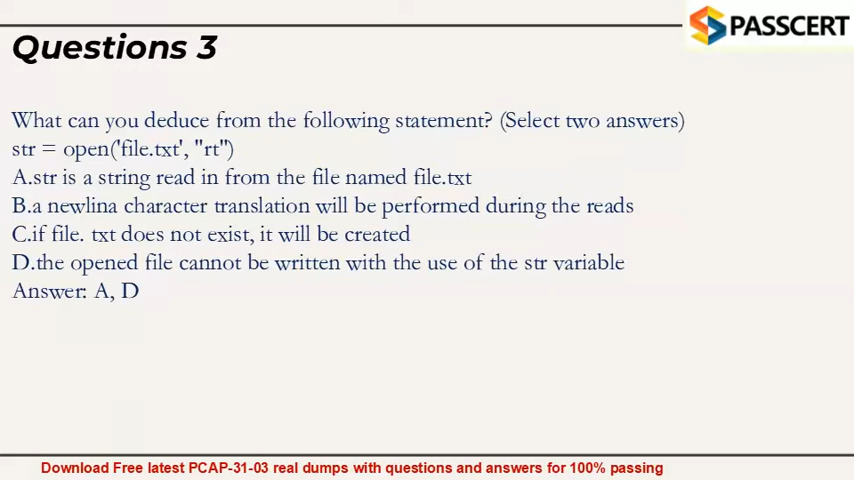 PASSCERT
Questions 3
What can you deduce from the following statement? (Select two answers)
str = open('file.txt', "rt")
A.str is a string read in from the file named file.txt
B.a newlina character translation will be performed during the reads
C.if file. txt does not exist, it will be created
D.the opened file cannot be written with the use of the str variable
Answer: A, D
Download Free latest PCAP-31-03 real dumps with questions and answers for 100% passing